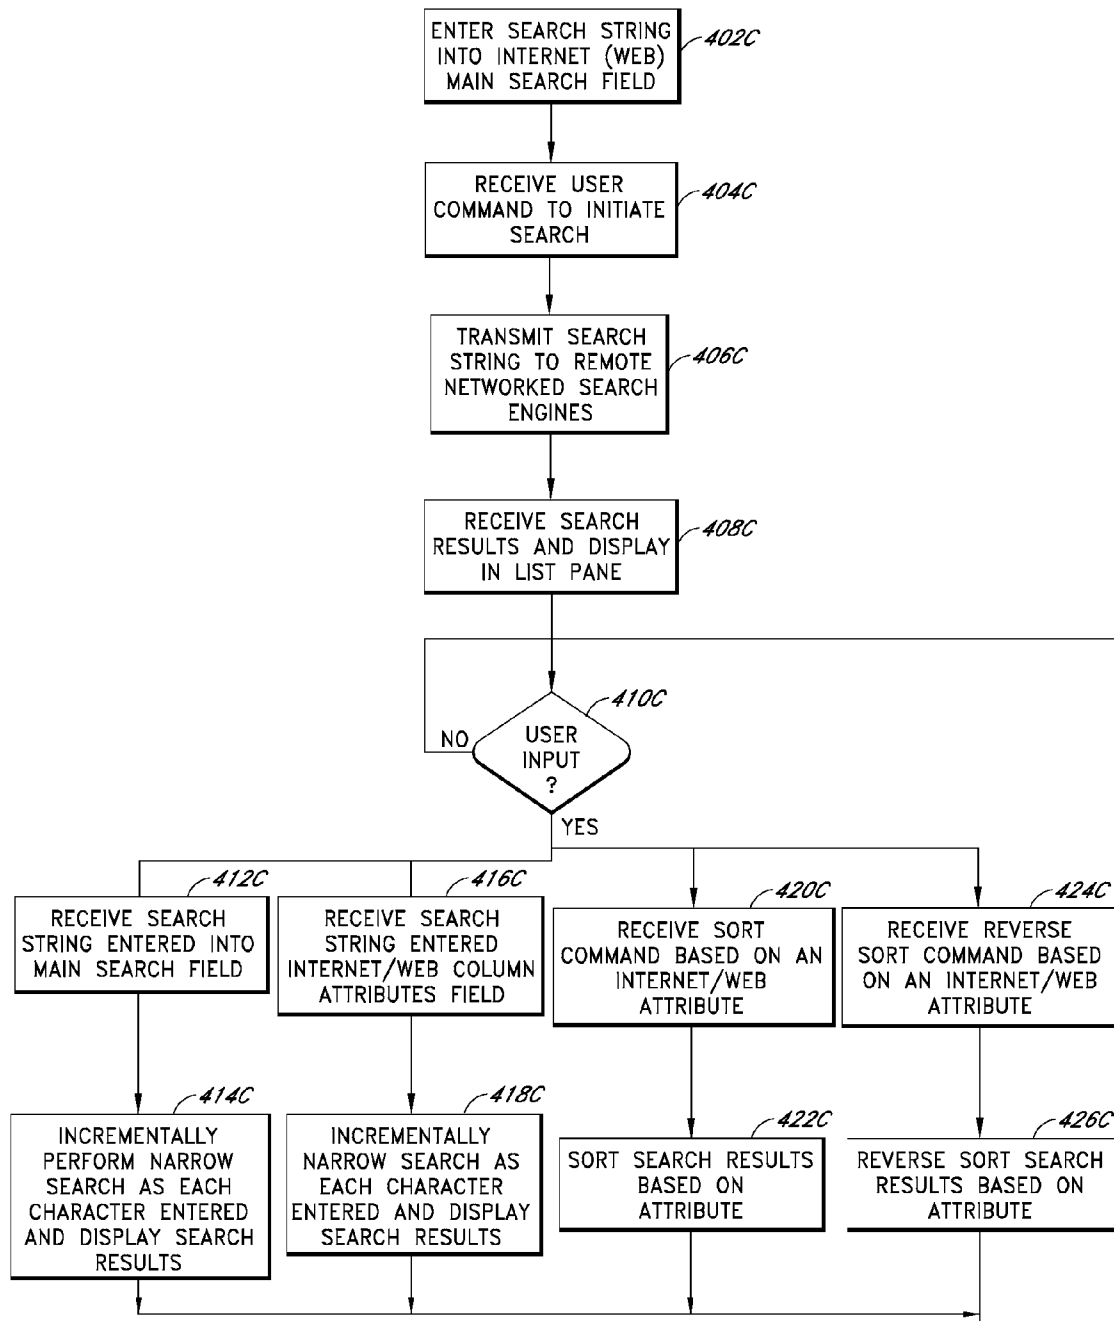 ENTER SEARCH STRING
INTO INTERNET (WEB)
MAIN SEARCH FIELD
402C
RECEIVE USER
COMMAND TO INITIATE
SEARCH
404C
TRANSMIT SEARCH
STRING TO REMOTE
NETWORKED SEARCH
ENGINES
406C
RECEIVE SEARCH
RESULTS AND DISPLAY
IN LIST PANE
408C
410C
USER
INPUT
?
NO
YES
412C
RECEIVE SEARCH
STRING ENTERED INTO
MAIN SEARCH FIELD
416C
RECEIVE SEARCH
STRING ENTERED
INTERNET/WEB COLUMN
ATTRIBUTES FIELD
420C
RECEIVE SORT
COMMAND BASED ON AN
INTERNET/WEB
ATTRIBUTE
424C
RECEIVE REVERSE
SORT COMMAND BASED
ON AN INTERNET/WEB
ATTRIBUTE
414C
INCREMENTALLY
PERFORM NARROW
SEARCH AS EACH
CHARACTER ENTERED
AND DISPLAY SEARCH
RESULTS
418C
INCREMENTALLY
NARROW SEARCH AS
EACH CHARACTER
ENTERED AND DISPLAY
SEARCH RESULTS
422C
SORT SEARCH RESULTS
BASED ON
ATTRIBUTE
426C
REVERSE SORT SEARCH
RESULTS BASED ON
ATTRIBUTE